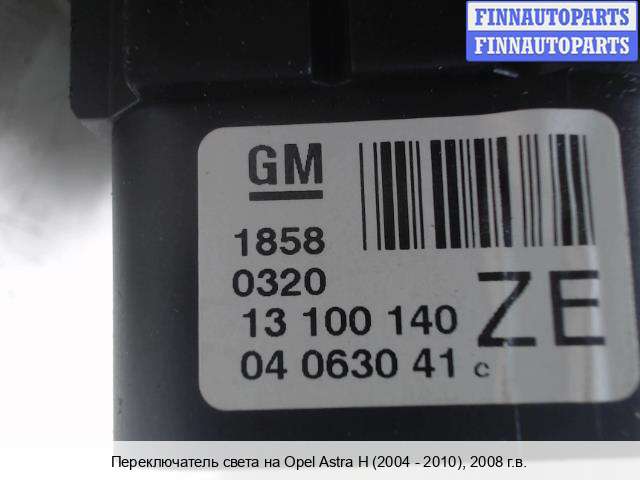 FINNAUTOPARTS
FINNAUTOPARTS
GM
1858
0320
13 100 140
ZE
04 0630 41 c
Переключатель света на Opel Astra H (2004 - 2010), 2008 г.в.